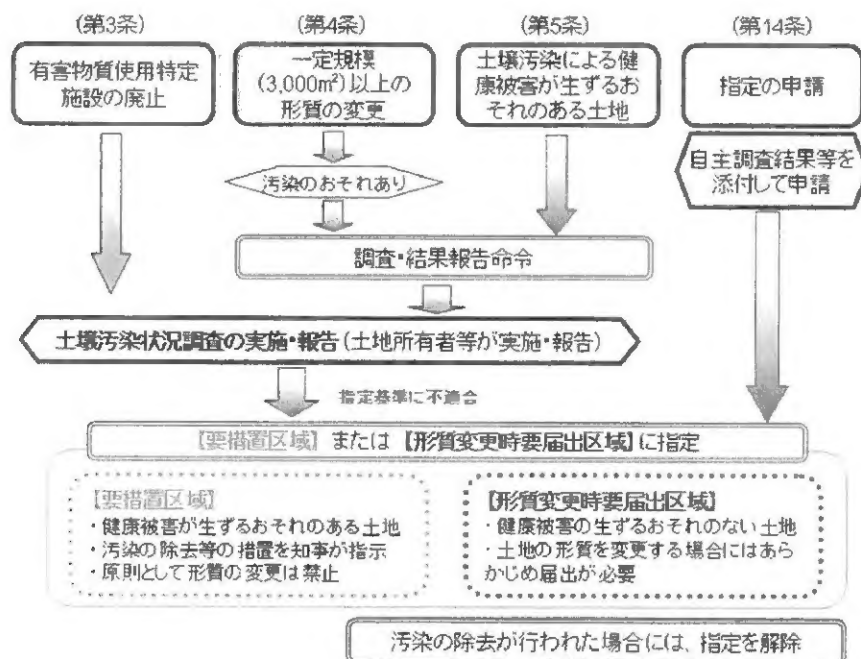 (第3条)
(第4条)
(第5条)
(第14条)
有害物質使用特定
施設の廃止
一定規模
(3,000㎡)以上の
形質の変更
土壌汚染による健
康被害が生ずるお
それのある土地
指定の申請
汚染のおそれあり
自主調査結果等を
添付して申請
調査・結果報告命令
土壌汚染状況調査の実施・報告(土地所有者等が実施・報告)
指定基準に不適合
【要措置区域】 または 【形質変更時要届出区域】に指定
【要措置区域】
・健康被害が生ずるおそれのある土地
・汚染の除去等の措置を知事が指示
・原則として形質の変更は禁止
【形質変更時要届出区域】
・健康被害の生ずるおそれのない土地
・土地の形質を変更する場合にはあら
かじめ届出が必要
汚染の除去が行われた場合には、指定を解除